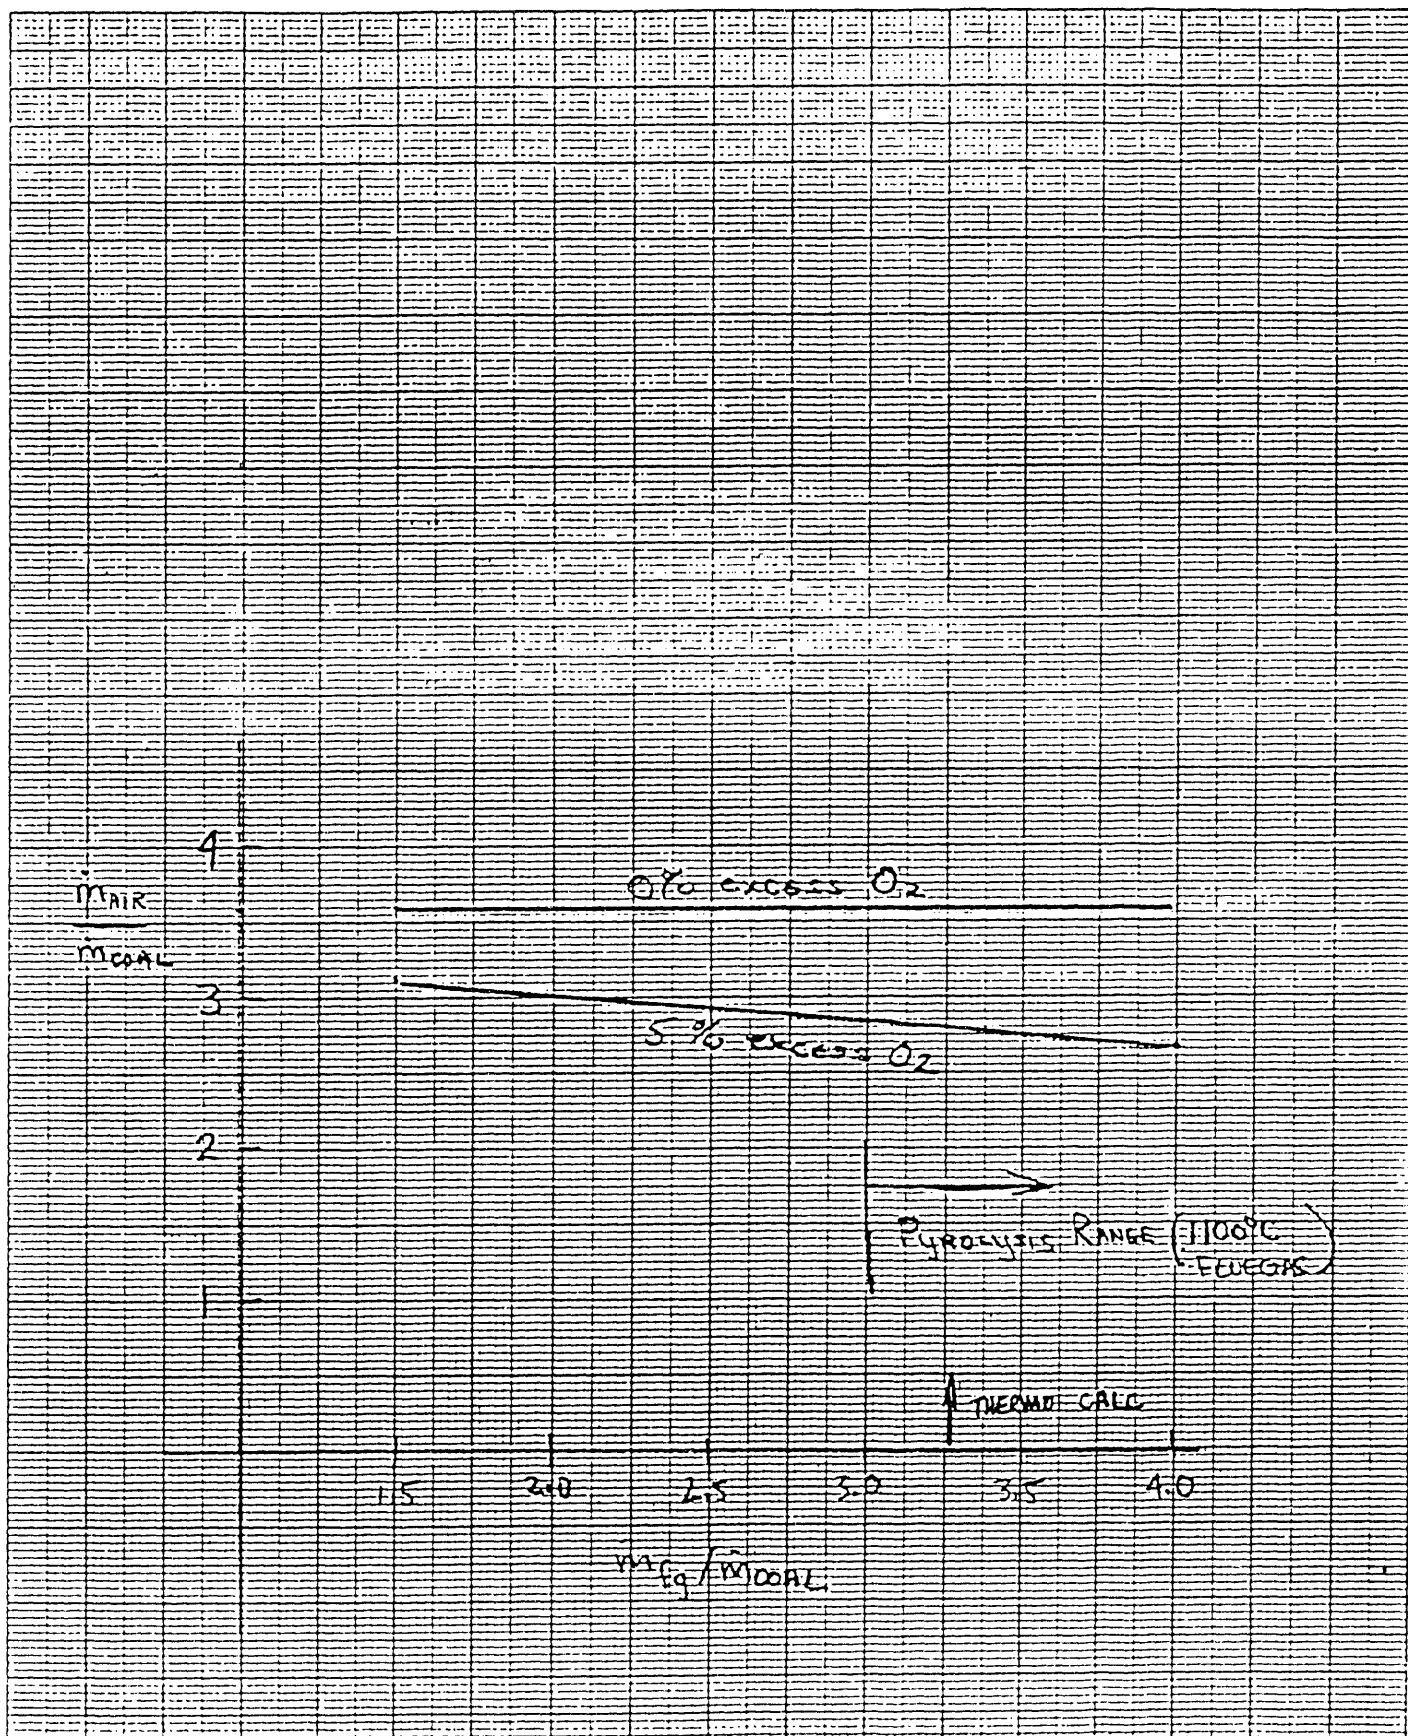 4
ṁAIR
ṁCOAL
0% excess O2
3
5% excess O2
2
PYROLYSIS RANGE (1100°C
FLUEGAS)
1
THERMO CALC
1.5 2.0 2.5 3.0 3.5 4.0
ṁfg/ṁCOAL